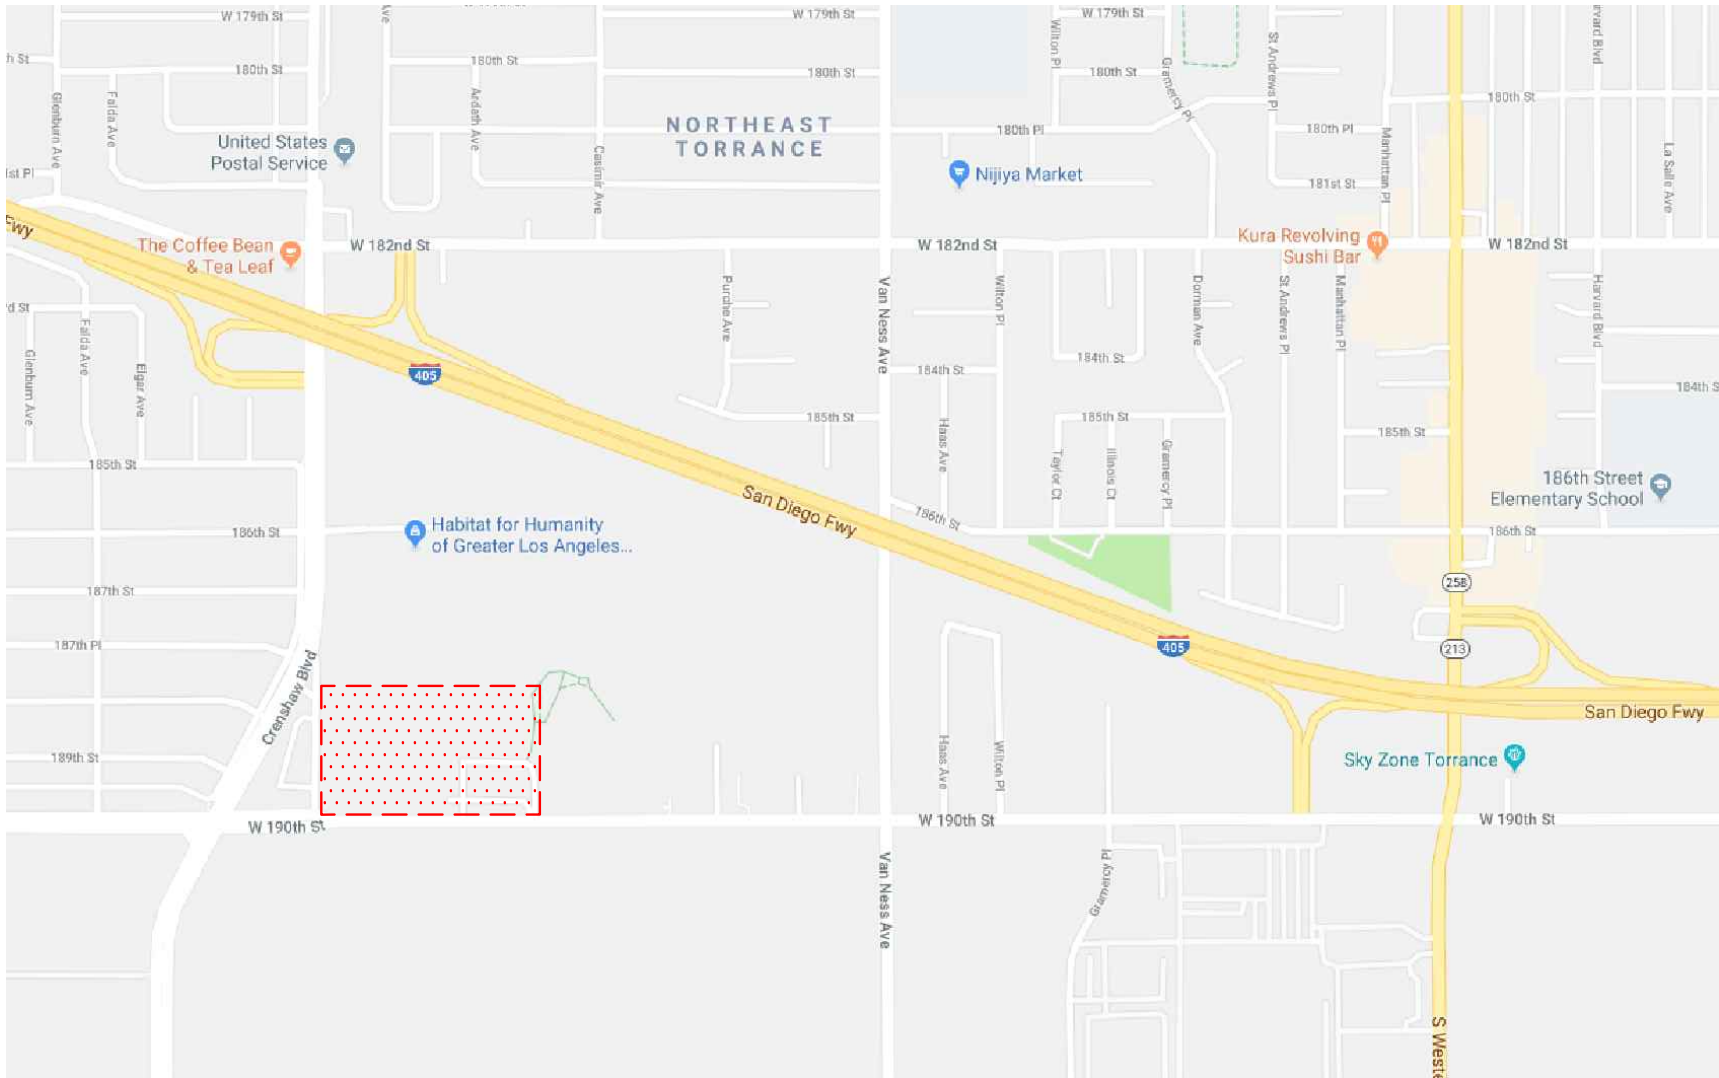 W 179th St
Ave
W 179th St
W 179th St
h St
180th St
180th St
180th St
180th St
180th St
Glenburn Ave
Falda Ave
Ardath Ave
Casimir Ave
Wilton Pl
Gramercy Pl
St Andrews Pl
Manhattan Pl
La Salle Ave
United States
Postal Service
NORTHEAST
TORRANCE
180th Pl
180th Pl
Nijiya Market
181st St
Fwy
The Coffee Bean
& Tea Leaf
W 182nd St
W 182nd St
Kura Revolving
Sushi Bar
W 182nd St
Purche Ave
Van Ness Ave
Wilton Pl
Dorman Ave
St Andrews Pl
Manhattan Pl
Harvard Blvd
Glenburn Ave
Falda Ave
Elgar Ave
405
184th St
184th St
184th S
185th St
185th St
185th St
185th St
Haas Ave
Taylor Ct
Illinois Ct
Gramercy Pl
186th Street
Elementary School
San Diego Fwy
186th St
186th St
186th St
Habitat for Humanity
of Greater Los Angeles...
187th St
258
187th Pl
405
213
Crenshaw Blvd
San Diego Fwy
189th St
Haas Ave
Wilton Pl
Sky Zone Torrance
W 190th St
W 190th St
W 190th St
Van Ness Ave
Gramercy Pl
S Weste